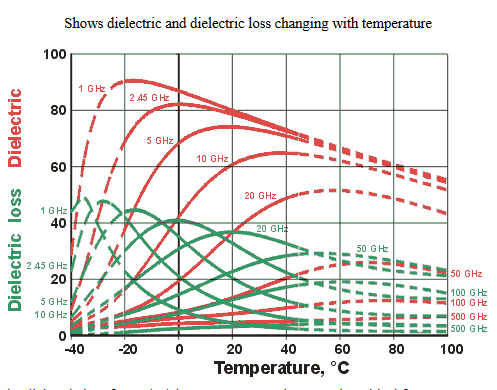 Shows dielectric and dielectric loss changing with temperature
Dielectric loss Dielectric
100
80
60
40
20
0
1 GHz
2.45 GHz
5 GHz
10 GHz
20 GHz
1 GHz
20 GHz
50 GHz
2.45 GHz
5 GHz
10 GHz
50 GHz
100 GHz
100 GHz
500 GHz
500 GHz
-40 -20 0 20 40 60 80 100
Temperature, °C